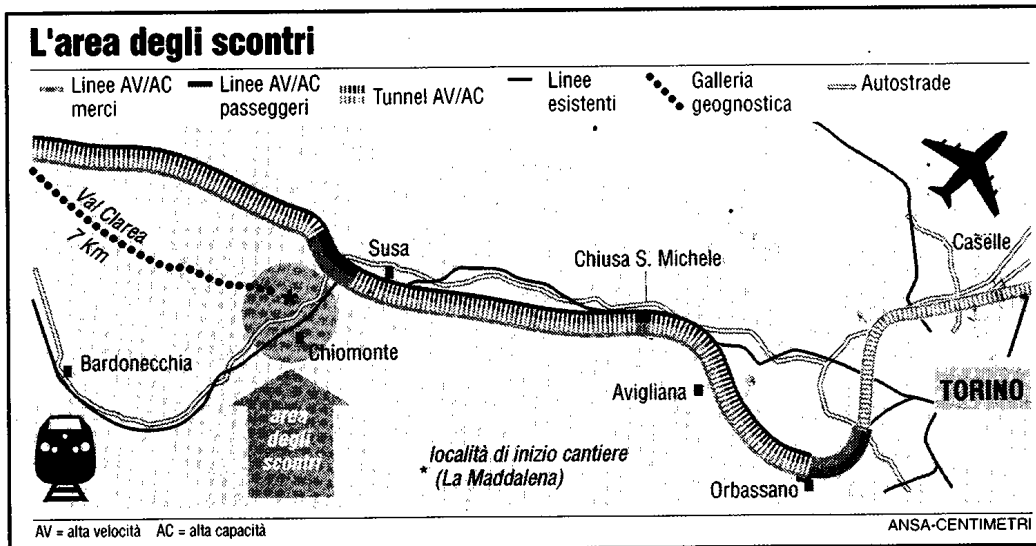 L'area degli scontri
Linee AV/AC
merci
Linee AV/AC
passeggeri
Tunnel AV/AC
Linee
esistenti
Galleria
geognostica
Autostrade
Val Clarea
7 Km
Susa
Chiusa S. Michele
Caselle
Bardonecchia
Chiomonte
Avigliana
TORINO
area
degli
scontri
* località di inizio cantiere
(La Maddalena)
Orbassano
AV = alta velocità AC = alta capacità
ANSA-CENTIMETRI